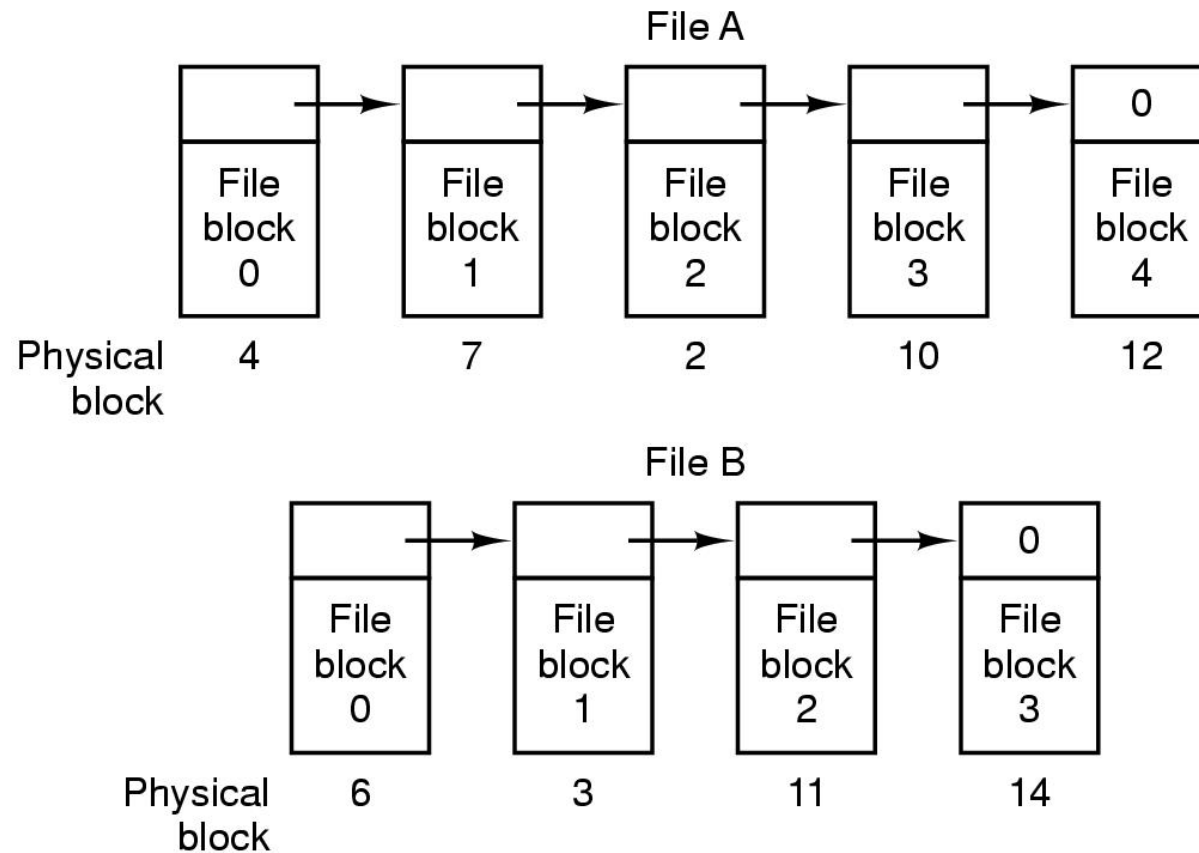 File A
0
File File File File File
block block block block block
0 1 2 3 4
Physical 4 7 2 10 12
block
File B
0
File File File File
block block block block
0 1 2 3
Physical 6 3 11 14
block